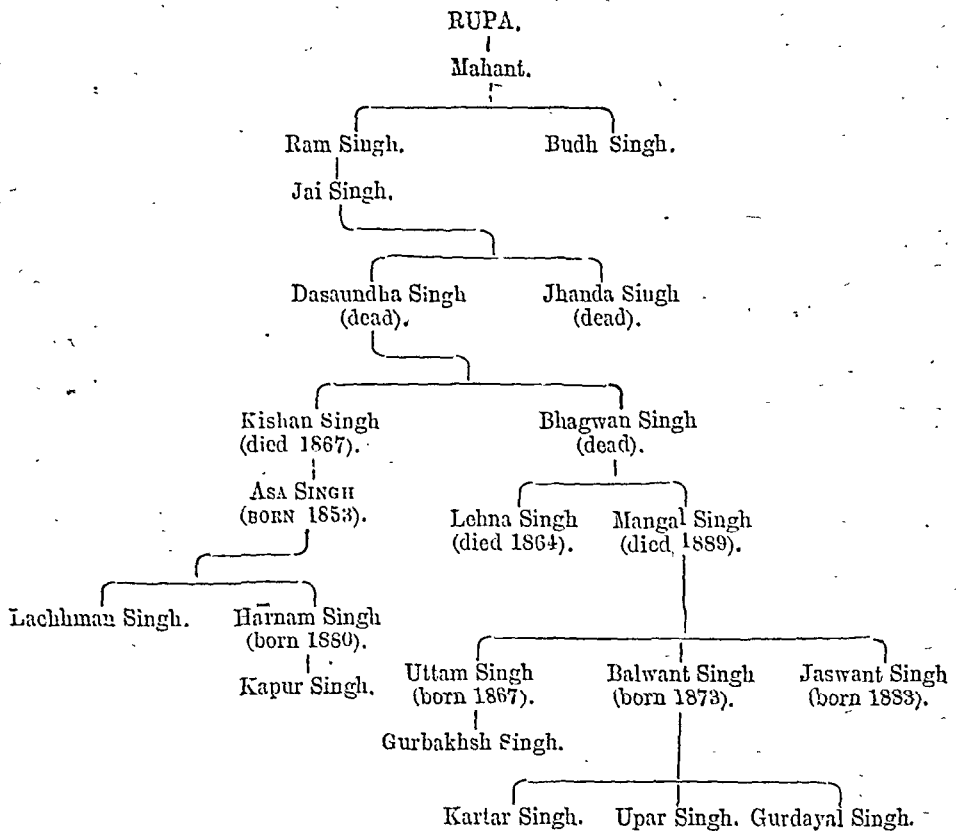 RUPA.
Mahant.
Ram Singh. Budh Singh.
Jai Singh.
Dasaundha Singh Jhanda Singh
(dead). (dead).
Kishan Singh Bhagwan Singh
(died 1867). (dead).
ASA SINGH
(BORN 1853). Lehna Singh Mangal Singh
(died 1864). (died 1889).
Lachhman Singh. Harnam Singh
(born 1880).
Kapur Singh. Uttam Singh Balwant Singh Jaswant Singh
(born 1867). (born 1873). (born 1883).
Gurbakhsh Singh.
Kartar Singh. Upar Singh. Gurdayal Singh.